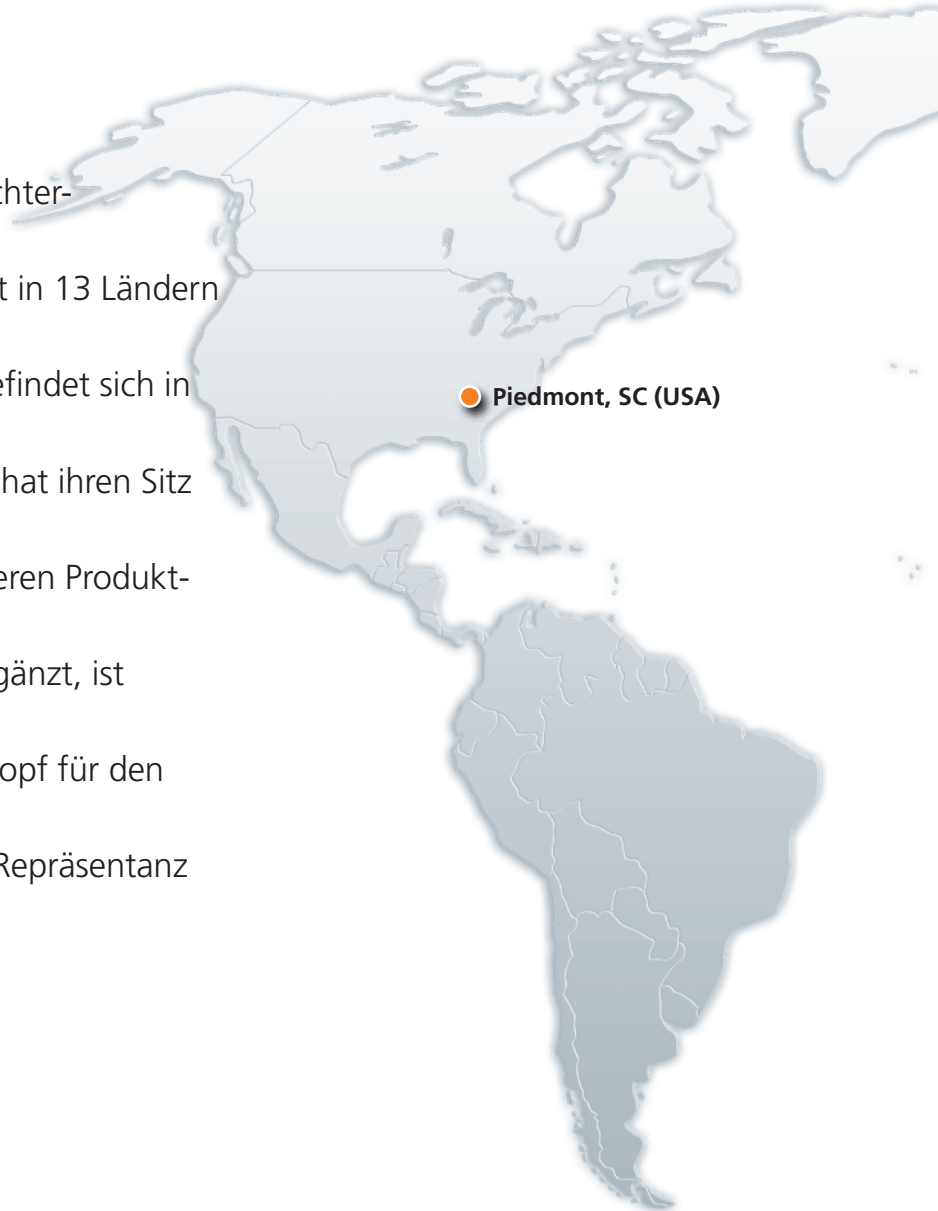 chter-
t in 13 Ländern
efindet sich in
Piedmont, SC (USA)
hat ihren Sitz
eren Produkt-
gänzt, ist
opf für den
Repräsentanz